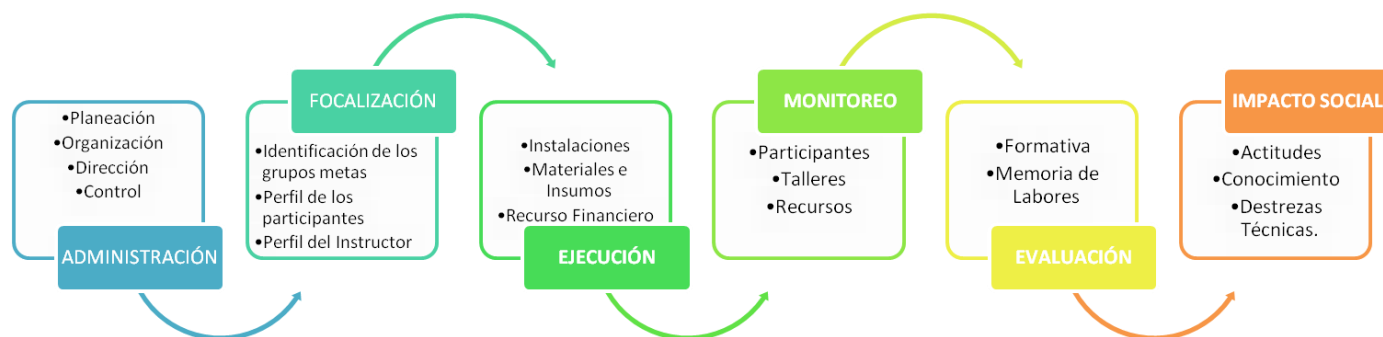 •Planeación
•Organización
•Dirección
•Control
ADMINISTRACIÓN
FOCALIZACIÓN
•Identificación de los
grupos metas
•Perfil de los
participantes
•Perfil del Instructor
•Instalaciones
•Materiales e
Insumos
•Recurso Financiero
EJECUCIÓN
MONITOREO
•Participantes
•Talleres
•Recursos
•Formativa
•Memoria de
Labores
EVALUACIÓN
IMPACTO SOCIAL
•Actitudes
•Conocimiento
•Destrezas
Técnicas.